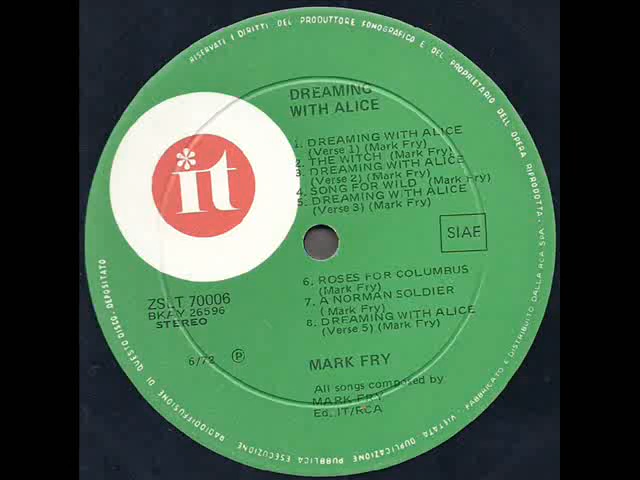 RISERVATI I DIRITTI DEL PRODUTTORE FONOGRAFICO E DEL PROPRIETARIO DELL OPERA RIPRODOTTA
DREAMING
WITH ALICE
1. DREAMING WITH ALICE
(Verse 1) (Mark Fry)
2. THE WITCH (Mark Fry)
3. DREAMING WITH ALICE
(Verse 2) (Mark Fry)
4. SONG FOR WILD (Mark Fry)
5. DREAMING WITH ALICE
(Verse 3) (Mark Fry)
it
SIAE
6. ROSES FOR COLUMBUS
(Mark Fry)
7. A NORMAN SOLDIER
(Mark Fry)
8. DREAMING WITH ALICE
(Verse 5) (Mark Fry)
ZSLT 70006
BKAY 26596
STEREO
6/72 Ⓟ
MARK FRY
All songs composed by
MARK FRY
Ed. IT/RCA
FABBRICATO E DISTRIBUITO DALLA RCA SPA -
VIETATA DUPLICAZIONE PUBBLICA ESECUZIONE RADIODIFFUSIONE DI QUESTO DISCO - DEPOSITATO